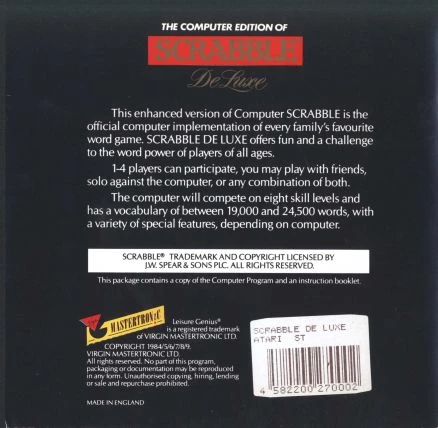 THE COMPUTER EDITION OF
SCRABBLE
De Luxe
This enhanced version of Computer SCRABBLE is the
official computer implementation of every family's favourite
word game. SCRABBLE DE LUXE offers fun and a challenge
to the word power of players of all ages.
1-4 players can participate, you may play with friends,
solo against the computer, or any combination of both.
The computer will compete on eight skill levels and
has a vocabulary of between 19,000 and 24,500 words, with
a variety of special features, depending on computer.
SCRABBLE® TRADEMARK AND COPYRIGHT LICENSED BY
J.W. SPEAR & SONS PLC. ALL RIGHTS RESERVED.
This package contains a copy of the Computer Program and an instruction booklet.
MASTERTRONIC
Leisure Genius®
is a registered trademark
of VIRGIN MASTERTRONIC LTD.
COPYRIGHT 1984/5/6/7/8/9.
VIRGIN MASTERTRONIC LTD.
All rights reserved. No part of this program,
packaging or documentation may be reproduced
in any form. Unauthorised copying, hiring, lending
or sale and repurchase prohibited.
MADE IN ENGLAND
SCRABBLE DE LUXE
ATARI ST
4 582200 270002